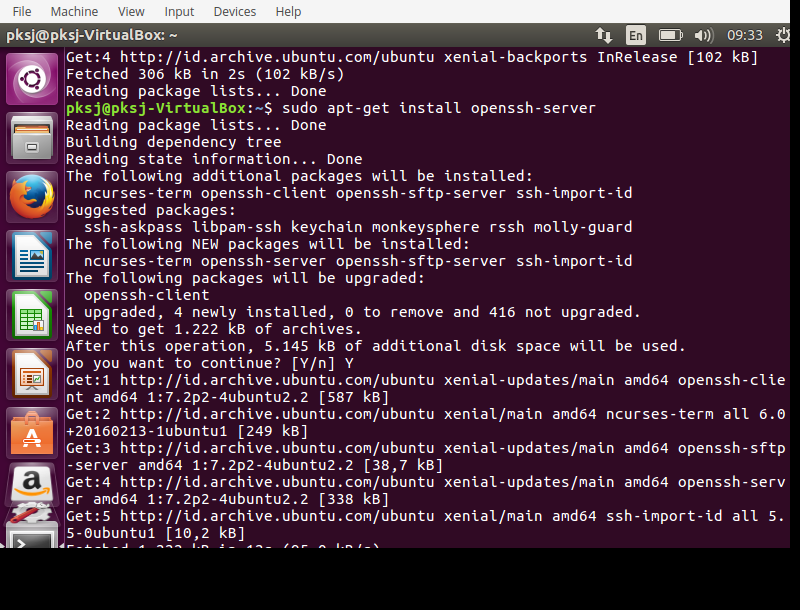 File Machine View Input Devices Help
pksj@pksj-VirtualBox: ~ En 09:33
Get:4 http://id.archive.ubuntu.com/ubuntu xenial-backports InRelease [102 kB]
Fetched 306 kB in 2s (102 kB/s)
Reading package lists... Done
pksj@pksj-VirtualBox:~$ sudo apt-get install openssh-server
Reading package lists... Done
Building dependency tree
Reading state information... Done
The following additional packages will be installed:
  ncurses-term openssh-client openssh-sftp-server ssh-import-id
Suggested packages:
  ssh-askpass libpam-ssh keychain monkeysphere rssh molly-guard
The following NEW packages will be installed:
  ncurses-term openssh-server openssh-sftp-server ssh-import-id
The following packages will be upgraded:
  openssh-client
1 upgraded, 4 newly installed, 0 to remove and 416 not upgraded.
Need to get 1.222 kB of archives.
After this operation, 5.145 kB of additional disk space will be used.
Do you want to continue? [Y/n] Y
Get:1 http://id.archive.ubuntu.com/ubuntu xenial-updates/main amd64 openssh-clie
nt amd64 1:7.2p2-4ubuntu2.2 [587 kB]
Get:2 http://id.archive.ubuntu.com/ubuntu xenial/main amd64 ncurses-term all 6.0
+20160213-1ubuntu1 [249 kB]
Get:3 http://id.archive.ubuntu.com/ubuntu xenial-updates/main amd64 openssh-sftp
-server amd64 1:7.2p2-4ubuntu2.2 [38,7 kB]
Get:4 http://id.archive.ubuntu.com/ubuntu xenial-updates/main amd64 openssh-serv
er amd64 1:7.2p2-4ubuntu2.2 [338 kB]
Get:5 http://id.archive.ubuntu.com/ubuntu xenial/main amd64 ssh-import-id all 5.
5-0ubuntu1 [10,2 kB]